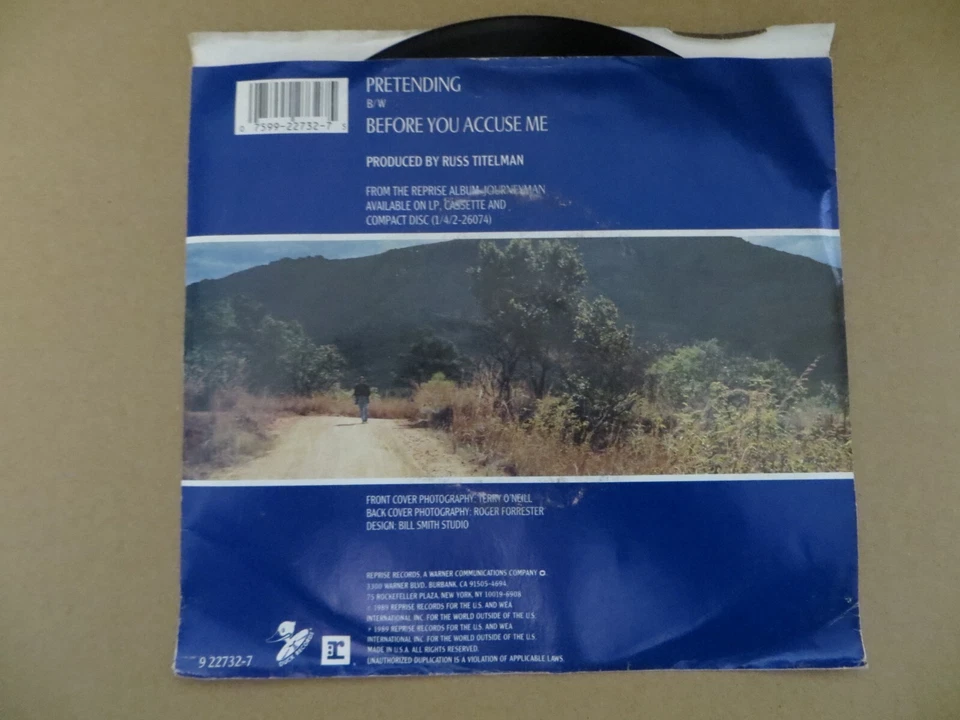 0 7599-22732-7 5
PRETENDING
B/W
BEFORE YOU ACCUSE ME
PRODUCED BY RUSS TITELMAN
FROM THE REPRISE ALBUM JOURNEYMAN
AVAILABLE ON LP, CASSETTE AND
COMPACT DISC (1/4/2-26074)
FRONT COVER PHOTOGRAPHY: TERRY O'NEILL
BACK COVER PHOTOGRAPHY: ROGER FORRESTER
DESIGN: BILL SMITH STUDIO
REPRISE RECORDS, A WARNER COMMUNICATIONS COMPANY
3300 WARNER BLVD., BURBANK, CA 91505-4694.
75 ROCKEFELLER PLAZA, NEW YORK, NY 10019-6908
© 1989 REPRISE RECORDS FOR THE U.S. AND WEA
INTERNATIONAL INC. FOR THE WORLD OUTSIDE OF THE U.S.
℗ 1989 REPRISE RECORDS FOR THE U.S. AND WEA
INTERNATIONAL INC. FOR THE WORLD OUTSIDE OF THE U.S.
MADE IN U.S.A. ALL RIGHTS RESERVED.
UNAUTHORIZED DUPLICATION IS A VIOLATION OF APPLICABLE LAWS.
9 22732-7
DUCK RECORDS
r